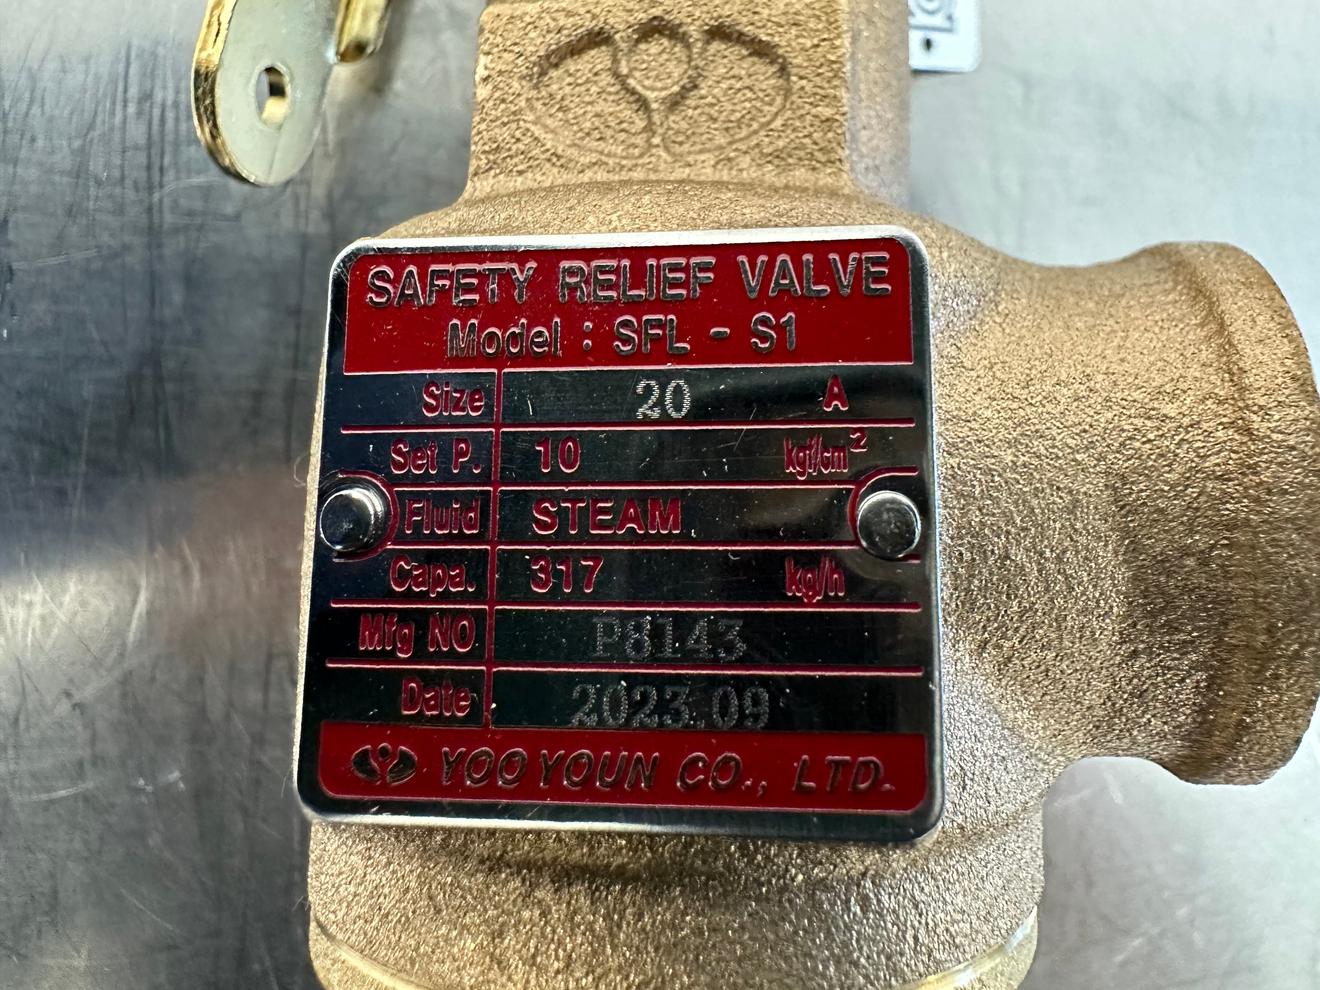 SAFETY RELIEF VALVE
Model : SFL - S1
Size 20 A
Set P. 10 kgf/cm²
Fluid STEAM
Capa. 317 kg/h
Mfg NO P8143
Date 2023.09
YOO YOUN CO., LTD.